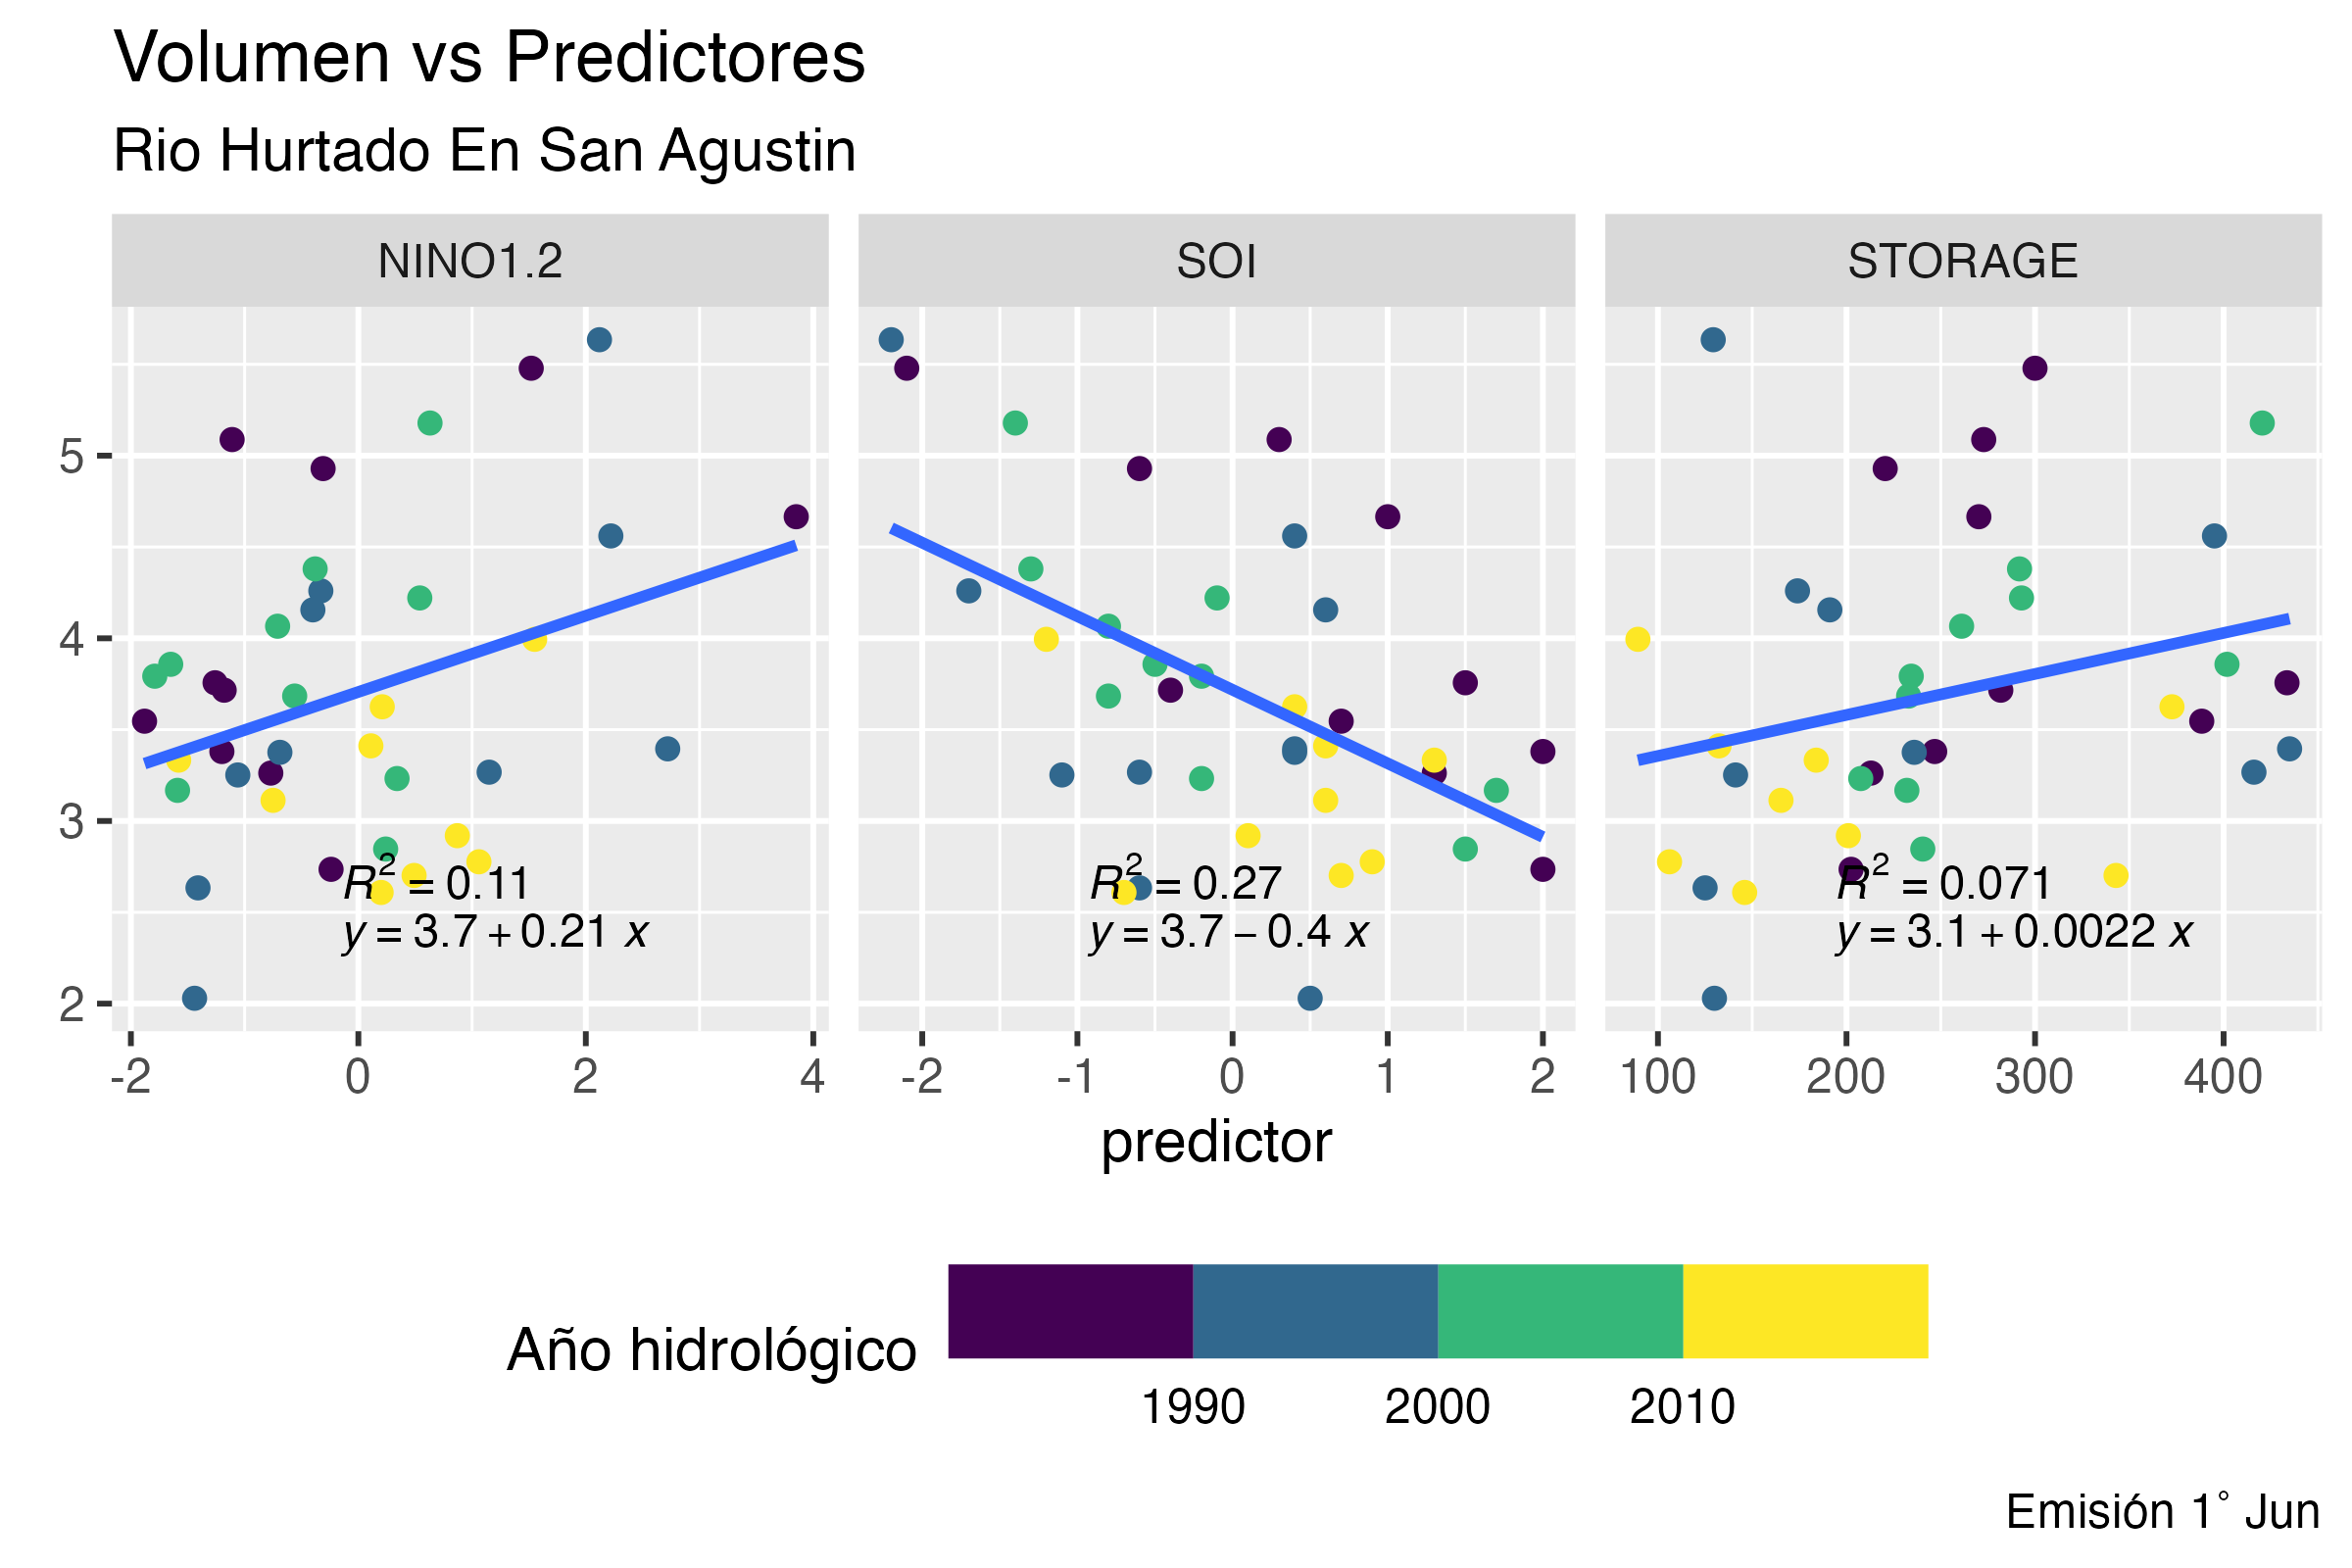 Volumen vs Predictores
Rio Hurtado En San Agustin
NINO1.2 SOI STORAGE
5
4
3
2
R² = 0.11 R² = 0.27 R² = 0.071
y = 3.7 + 0.21 x y = 3.7 − 0.4 x y = 3.1 + 0.0022 x
-2 0 2 4 -2 -1 0 1 2 100 200 300 400
predictor
Año hidrológico
1990 2000 2010
Emisión 1° Jun